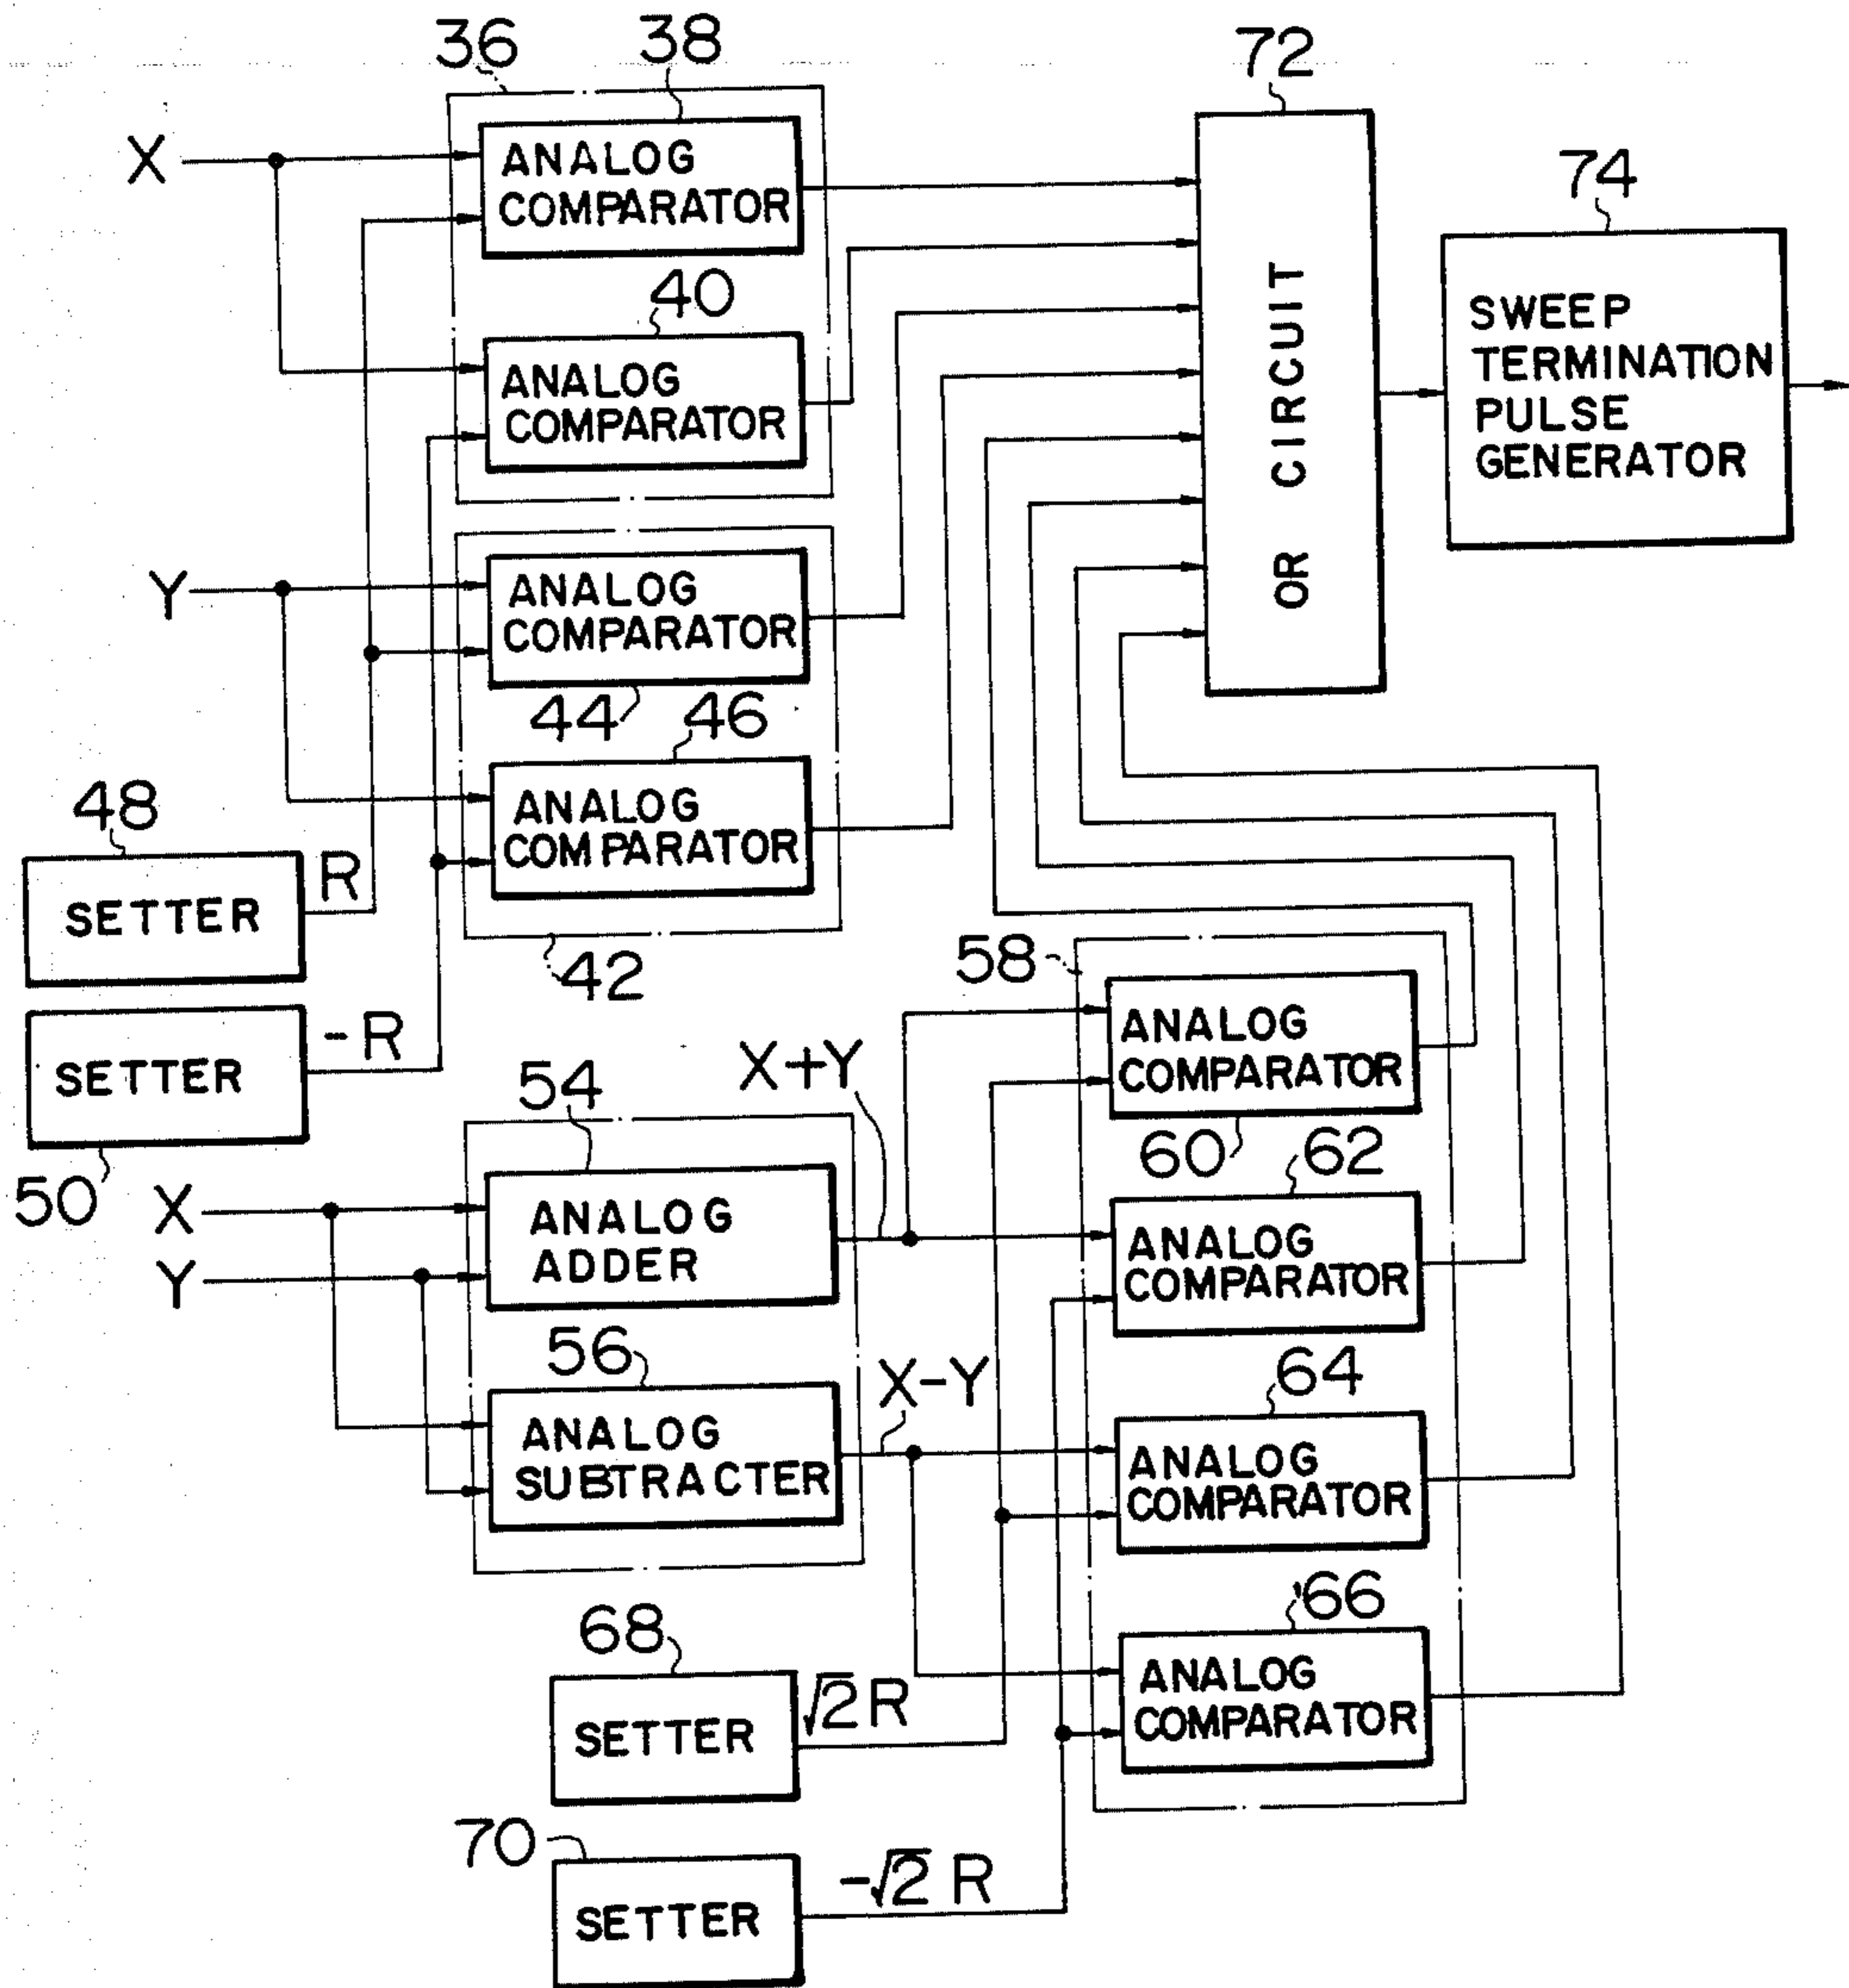 36
38
72
X
ANALOG
COMPARATOR
74
40
ANALOG
COMPARATOR
OR CIRCUIT
SWEEP
TERMINATION
PULSE
GENERATOR
Y
ANALOG
COMPARATOR
44
46
ANALOG
COMPARATOR
48
SETTER
R
42
SETTER
-R
50
58
ANALOG
COMPARATOR
60
X+Y
54
X
Y
ANALOG
ADDER
62
ANALOG
COMPARATOR
56
ANALOG
SUBTRACTER
X-Y
64
ANALOG
COMPARATOR
66
ANALOG
COMPARATOR
68
SETTER
√2 R
70
SETTER
-√2 R